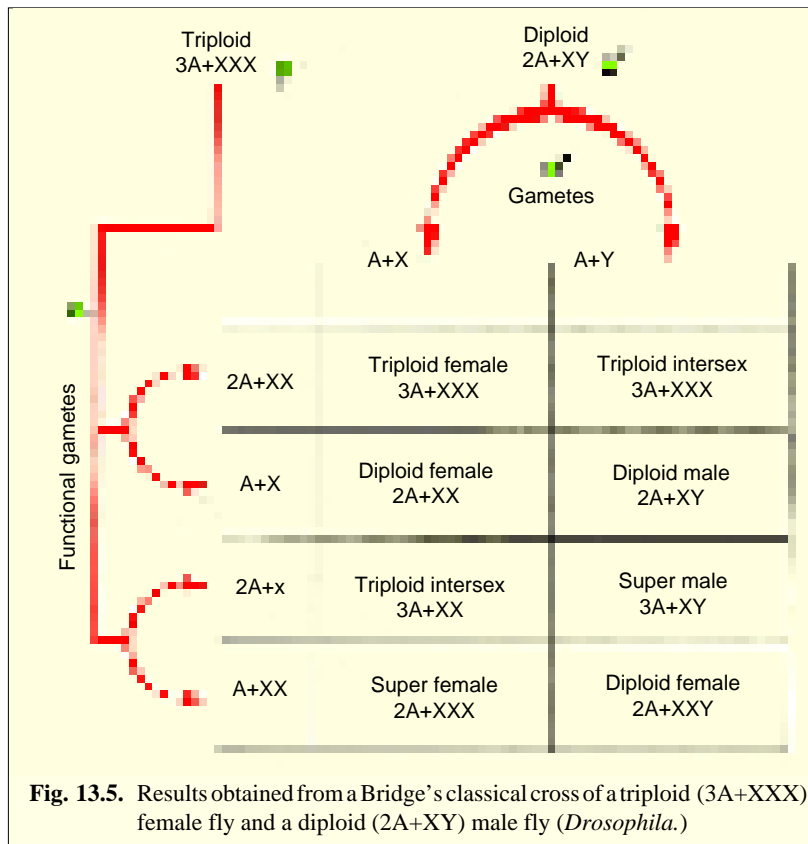 Triploid
3A+XXX
Diploid
2A+XY
Gametes
A+X
A+Y
Functional gametes
2A+XX
Triploid female
3A+XXX
Triploid intersex
3A+XXX
A+X
Diploid female
2A+XX
Diploid male
2A+XY
2A+x
Triploid intersex
3A+XX
Super male
3A+XY
A+XX
Super female
2A+XXX
Diploid female
2A+XXY
Fig. 13.5. Results obtained from a Bridge's classical cross of a triploid (3A+XXX)
female fly and a diploid (2A+XY) male fly (Drosophila.)